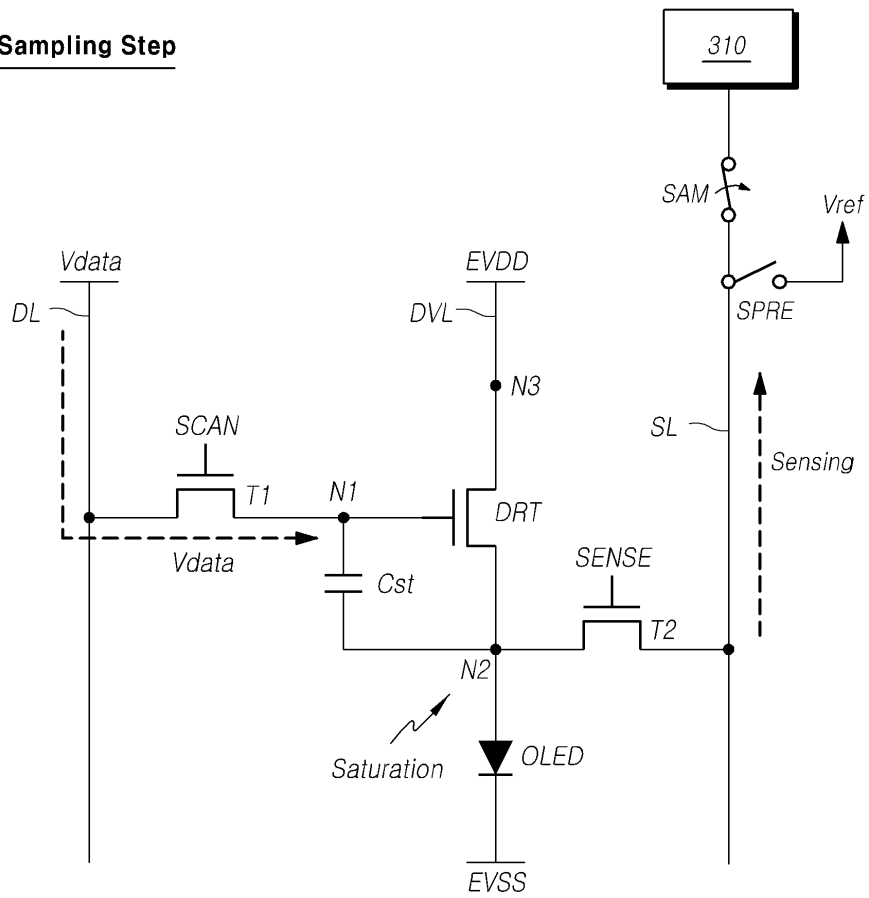 Sampling Step
310
SAM
Vref
Vdata
EVDD
DL
DVL
SPRE
N3
SCAN
SL
Sensing
T1
N1
DRT
Vdata
Cst
SENSE
T2
N2
Saturation
OLED
EVSS